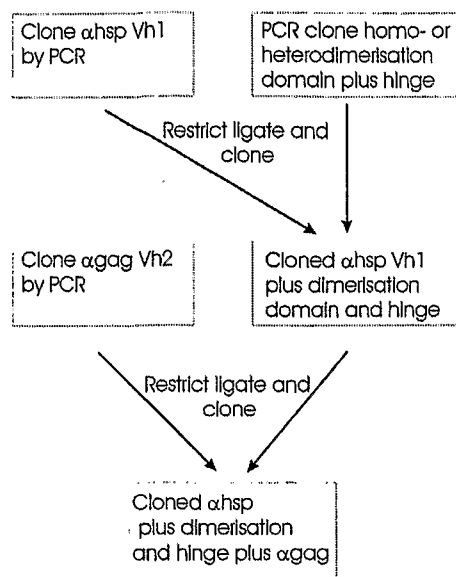 Clone αhsp Vh1
by PCR
PCR clone homo- or
heterodimerisation
domain plus hinge
Restrict ligate and
clone
Clone αgag Vh2
by PCR
Cloned αhsp Vh1
plus dimerisation
domain and hinge
Restrict ligate and
clone
Cloned αhsp
plus dimerisation
and hinge plus αgag